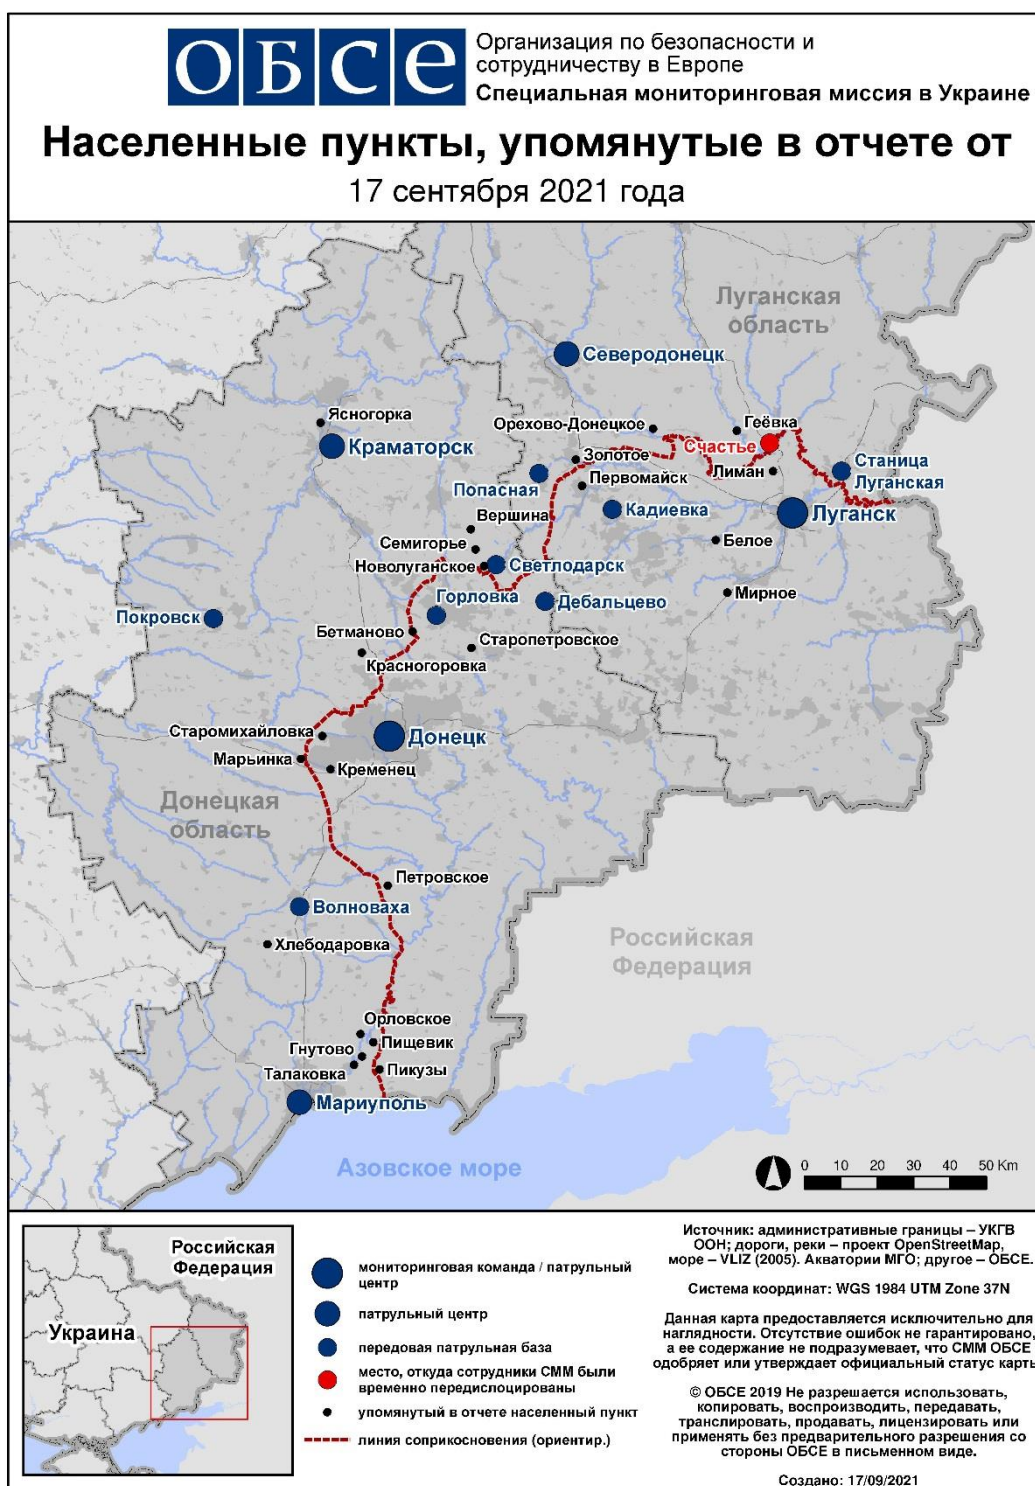 ОБСЕ
Организация по безопасности и
сотрудничеству в Европе
Специальная мониторинговая миссия в Украине
Населенные пункты, упомянутые в отчете от
17 сентября 2021 года
Луганская
область
Северодонецк
Ясногорка
Краматорск
Орехово-Донецкое
Геёвка
Счастье
Золотое
Лиман
Станица
Луганская
Попасная
Первомайск
Кадиевка
Луганск
Вершина
Семигорье
Белое
Новолуганское
Светлодарск
Мирное
Горловка
Дебальцево
Покровск
Бетманово
Старопетровское
Красногоровка
Старомихайловка
Донецк
Марьинка
Кременец
Донецкая
область
Петровское
Волноваха
Хлебодаровка
Российская
Федерация
Орловское
Пищевик
Гнутово
Талаковка
Пикузы
Мариуполь
Азовское море
0 10 20 30 40 50 Km
Российская
Федерация
Украина
мониторинговая команда / патрульный
центр
патрульный центр
передовая патрульная база
место, откуда сотрудники СММ были
временно передислоцированы
упомянутый в отчете населенный пункт
линия соприкосновения (ориентир.)
Источник: административные границы – УКГВ
ООН; дороги, реки – проект OpenStreetMap,
море – VLIZ (2005). Акватории МГО; другое – ОБСЕ.
Система координат: WGS 1984 UTM Zone 37N
Данная карта предоставляется исключительно для
наглядности. Отсутствие ошибок не гарантировано,
а ее содержание не подразумевает, что СММ ОБСЕ
одобряет или утверждает официальный статус карты
© ОБСЕ 2019 Не разрешается использовать,
копировать, воспроизводить, передавать,
транслировать, продавать, лицензировать или
применять без предварительного разрешения со
стороны ОБСЕ в письменном виде.
Создано: 17/09/2021